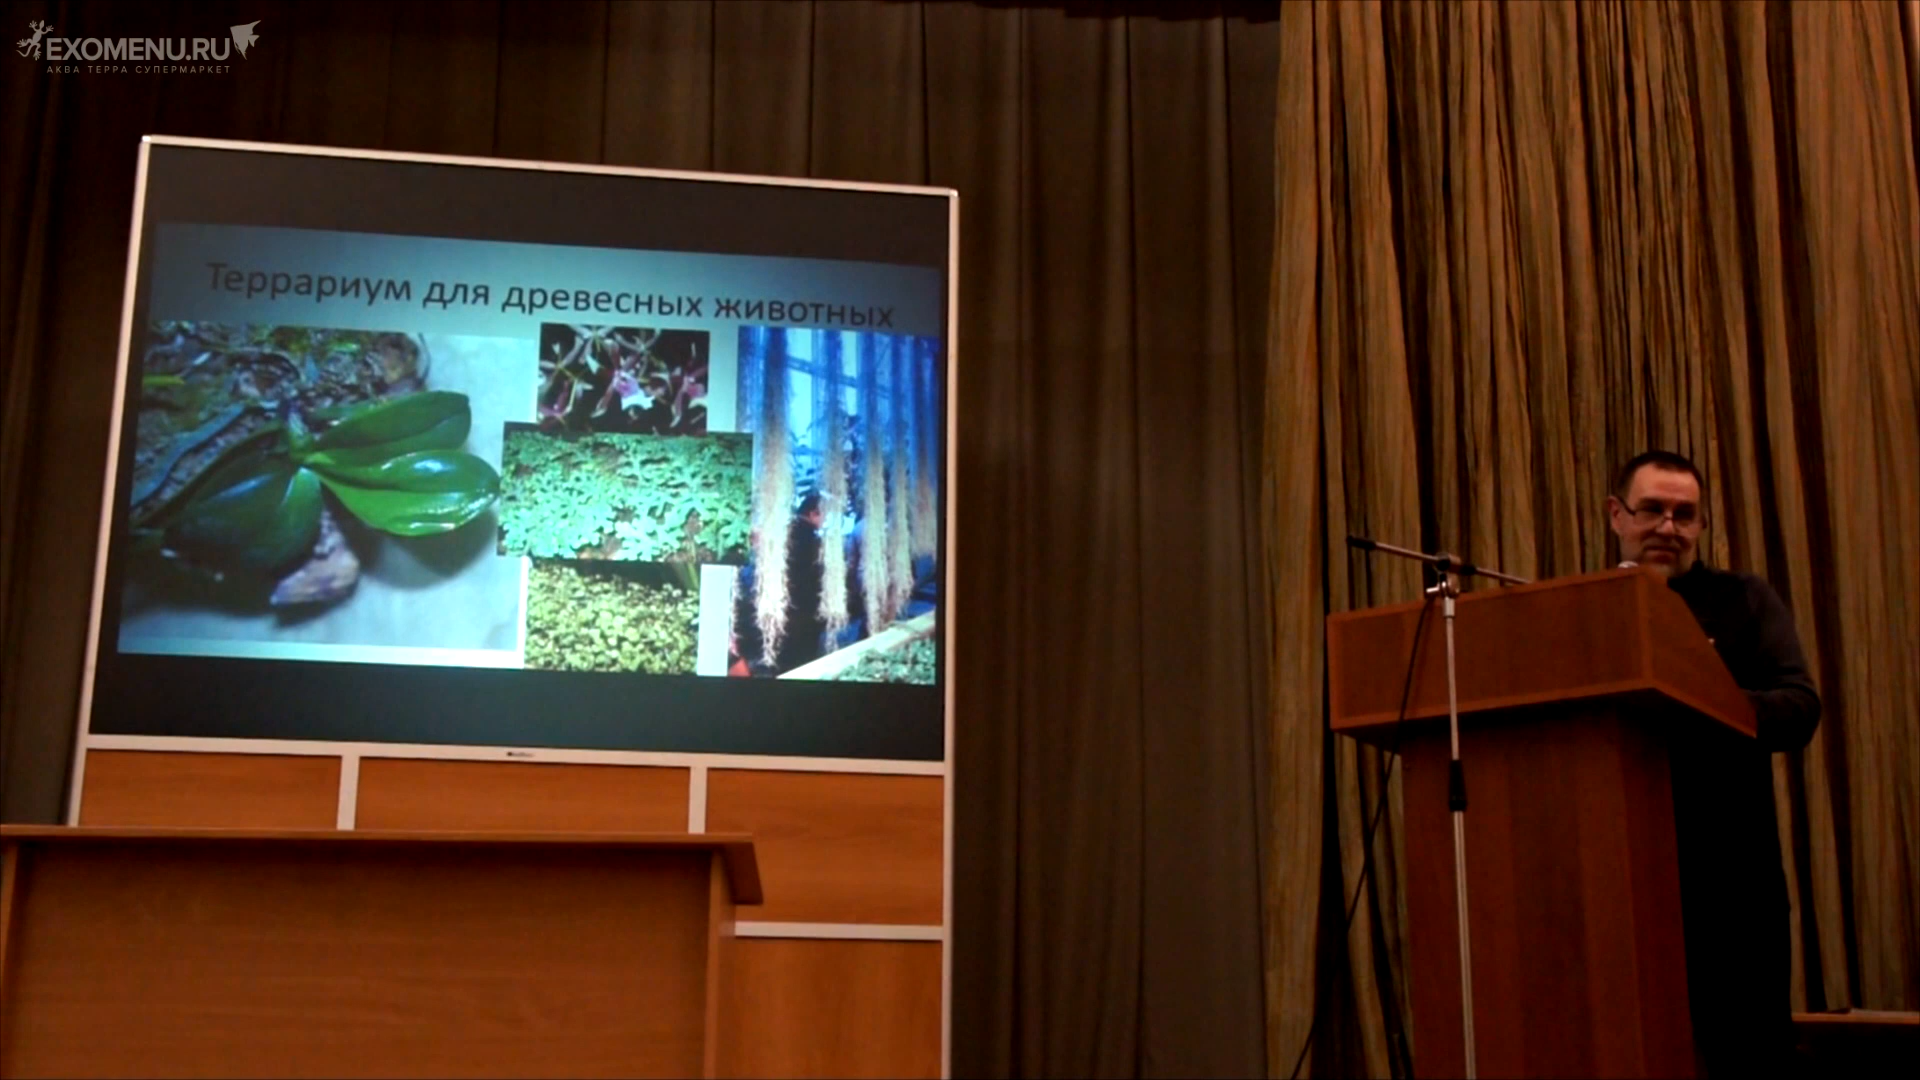 EXOMENU.RU
АКВА ТЕРРА СУПЕРМАРКЕТ
Террариум для древесных животных